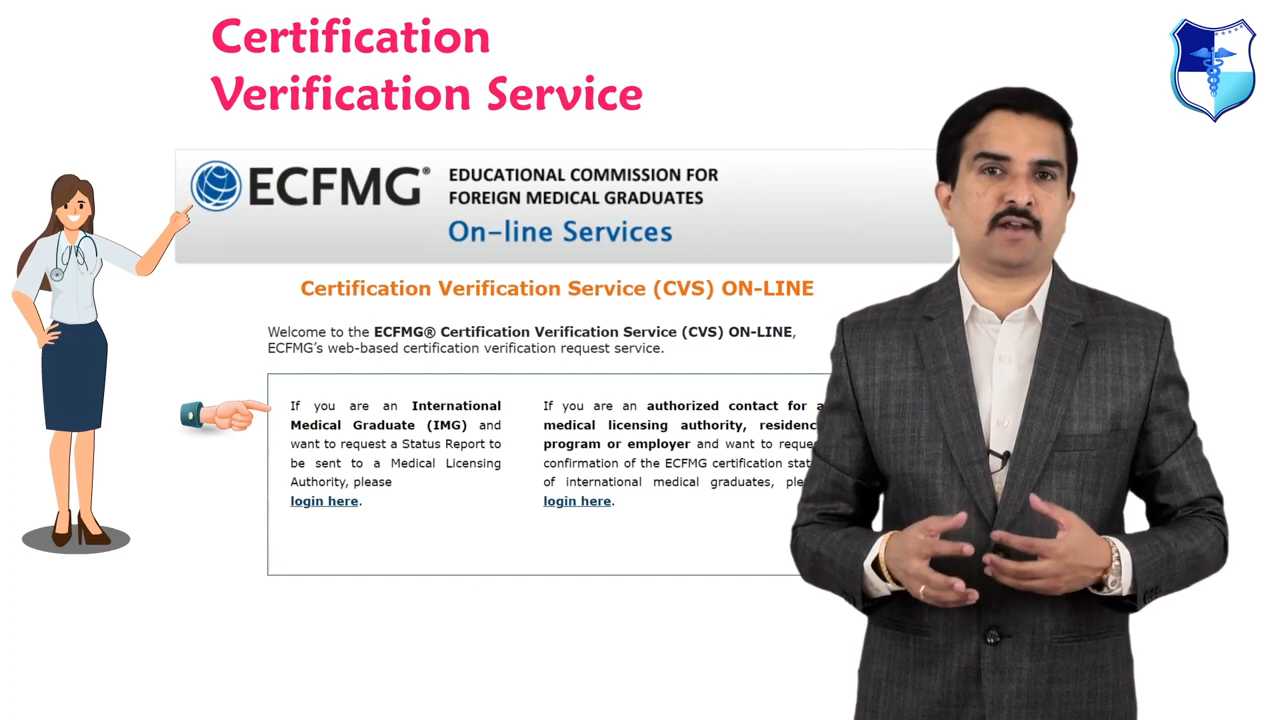 Certification
Verification Service
ECFMG®
EDUCATIONAL COMMISSION FOR
FOREIGN MEDICAL GRADUATES
On-line Services
Certification Verification Service (CVS) ON-LINE
Welcome to the ECFMG® Certification Verification Service (CVS) ON-LINE,
ECFMG's web-based certification verification request service.
If you are an International
Medical Graduate (IMG) and
want to request a Status Report to
be sent to a Medical Licensing
Authority, please
login here.
If you are an authorized contact for
medical licensing authority,
program or employer and want to
confirmation of the ECFMG certification
of international medical graduates,
login here.